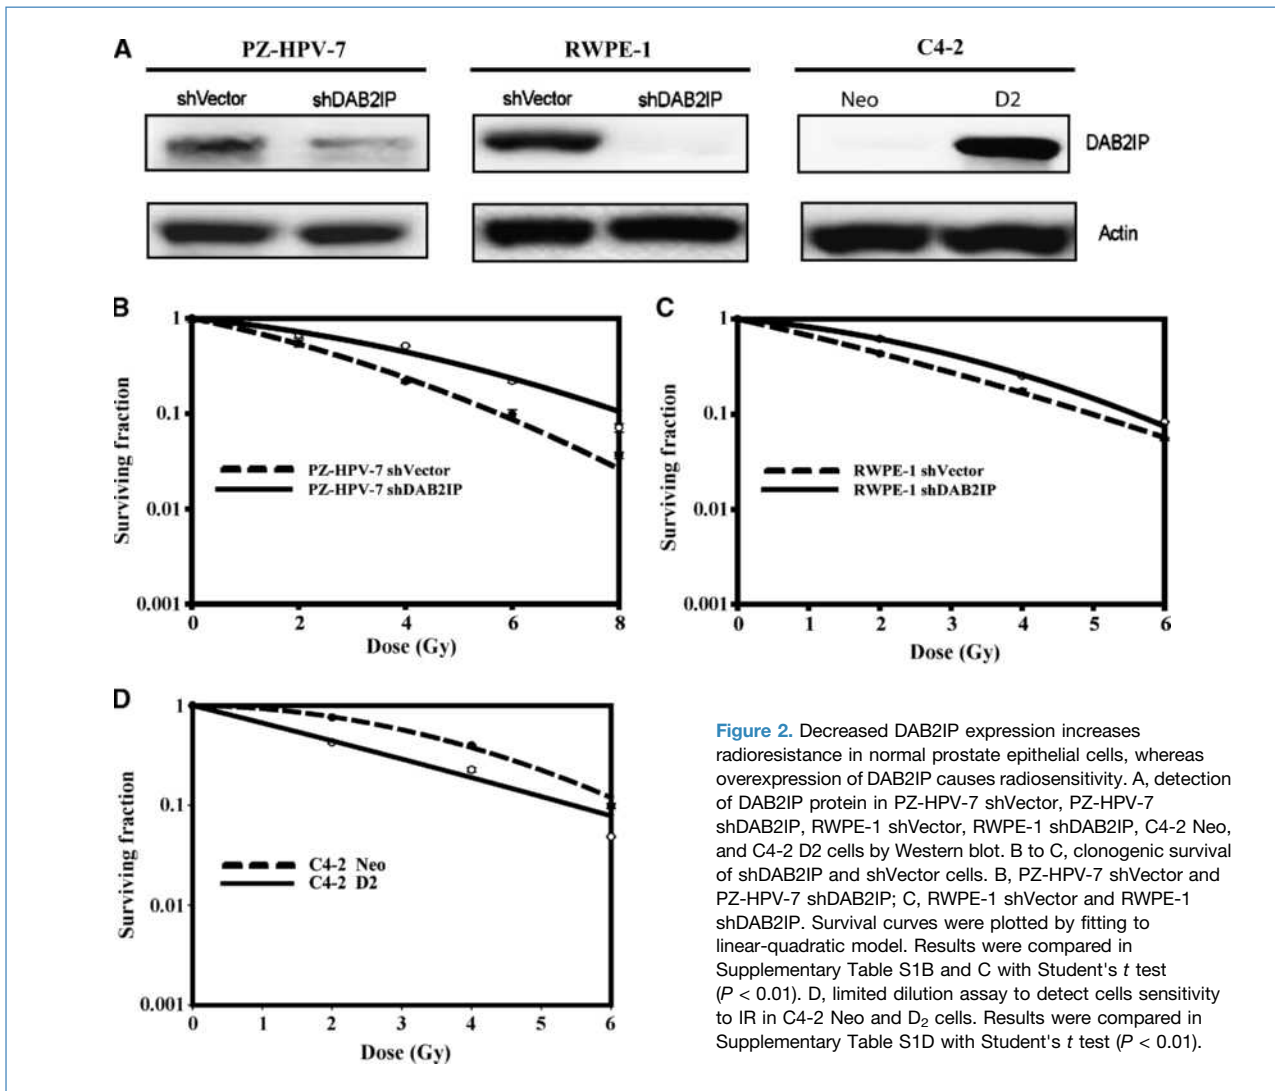 A
PZ-HPV-7
RWPE-1
C4-2
shVector
shDAB2IP
shVector
shDAB2IP
Neo
D2
DAB2IP
Actin
B
1
0.1
0.01
0.001
Surviving fraction
PZ-HPV-7 shVector
PZ-HPV-7 shDAB2IP
0
2
4
6
8
Dose (Gy)
C
1
0.1
0.01
0.001
Surviving fraction
RWPE-1 shVector
RWPE-1 shDAB2IP
0
1
2
3
4
5
6
Dose (Gy)
D
1
0.1
0.01
0.001
Surviving fraction
C4-2 Neo
C4-2 D2
0
1
2
3
4
5
6
Dose (Gy)
Figure 2. Decreased DAB2IP expression increases
radioresistance in normal prostate epithelial cells, whereas
overexpression of DAB2IP causes radiosensitivity. A, detection
of DAB2IP protein in PZ-HPV-7 shVector, PZ-HPV-7
shDAB2IP, RWPE-1 shVector, RWPE-1 shDAB2IP, C4-2 Neo,
and C4-2 D2 cells by Western blot. B to C, clonogenic survival
of shDAB2IP and shVector cells. B, PZ-HPV-7 shVector and
PZ-HPV-7 shDAB2IP; C, RWPE-1 shVector and RWPE-1
shDAB2IP. Survival curves were plotted by fitting to
linear-quadratic model. Results were compared in
Supplementary Table S1B and C with Student's t test
(P < 0.01). D, limited dilution assay to detect cells sensitivity
to IR in C4-2 Neo and D₂ cells. Results were compared in
Supplementary Table S1D with Student's t test (P < 0.01).